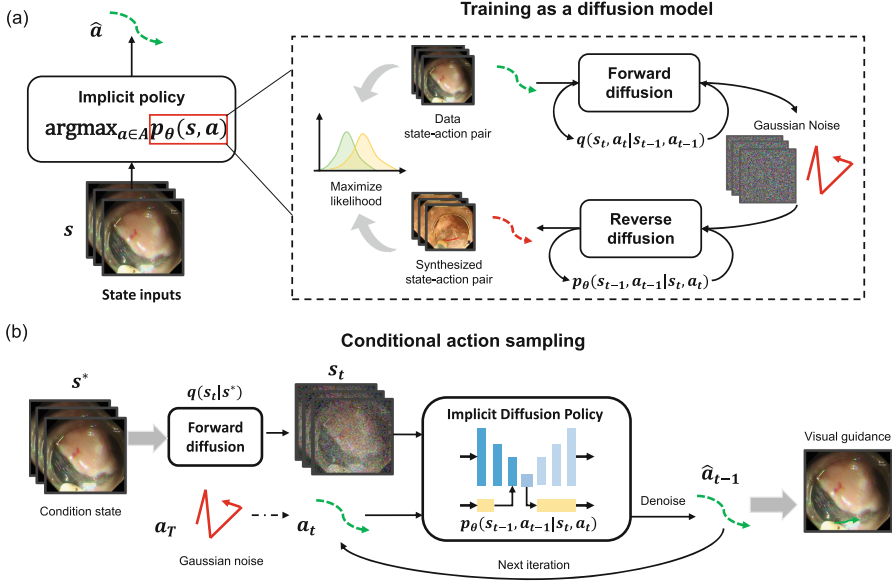 (a)
Training as a diffusion model
â
Implicit policy
argmax_{a∈A} p_θ(s, a)
s
State inputs
Data
state-action pair
Forward
diffusion
q(s_t, a_t|s_{t-1}, a_{t-1})
Gaussian Noise
Maximize
likelihood
Synthesized
state-action pair
Reverse
diffusion
p_θ(s_{t-1}, a_{t-1}|s_t, a_t)
(b)
Conditional action sampling
s*
Condition state
q(s_t|s*)
Forward
diffusion
s_t
a_T
Gaussian noise
a_t
Implicit Diffusion Policy
p_θ(s_{t-1}, a_{t-1}|s_t, a_t)
Denoise
â_{t-1}
Visual guidance
Next iteration